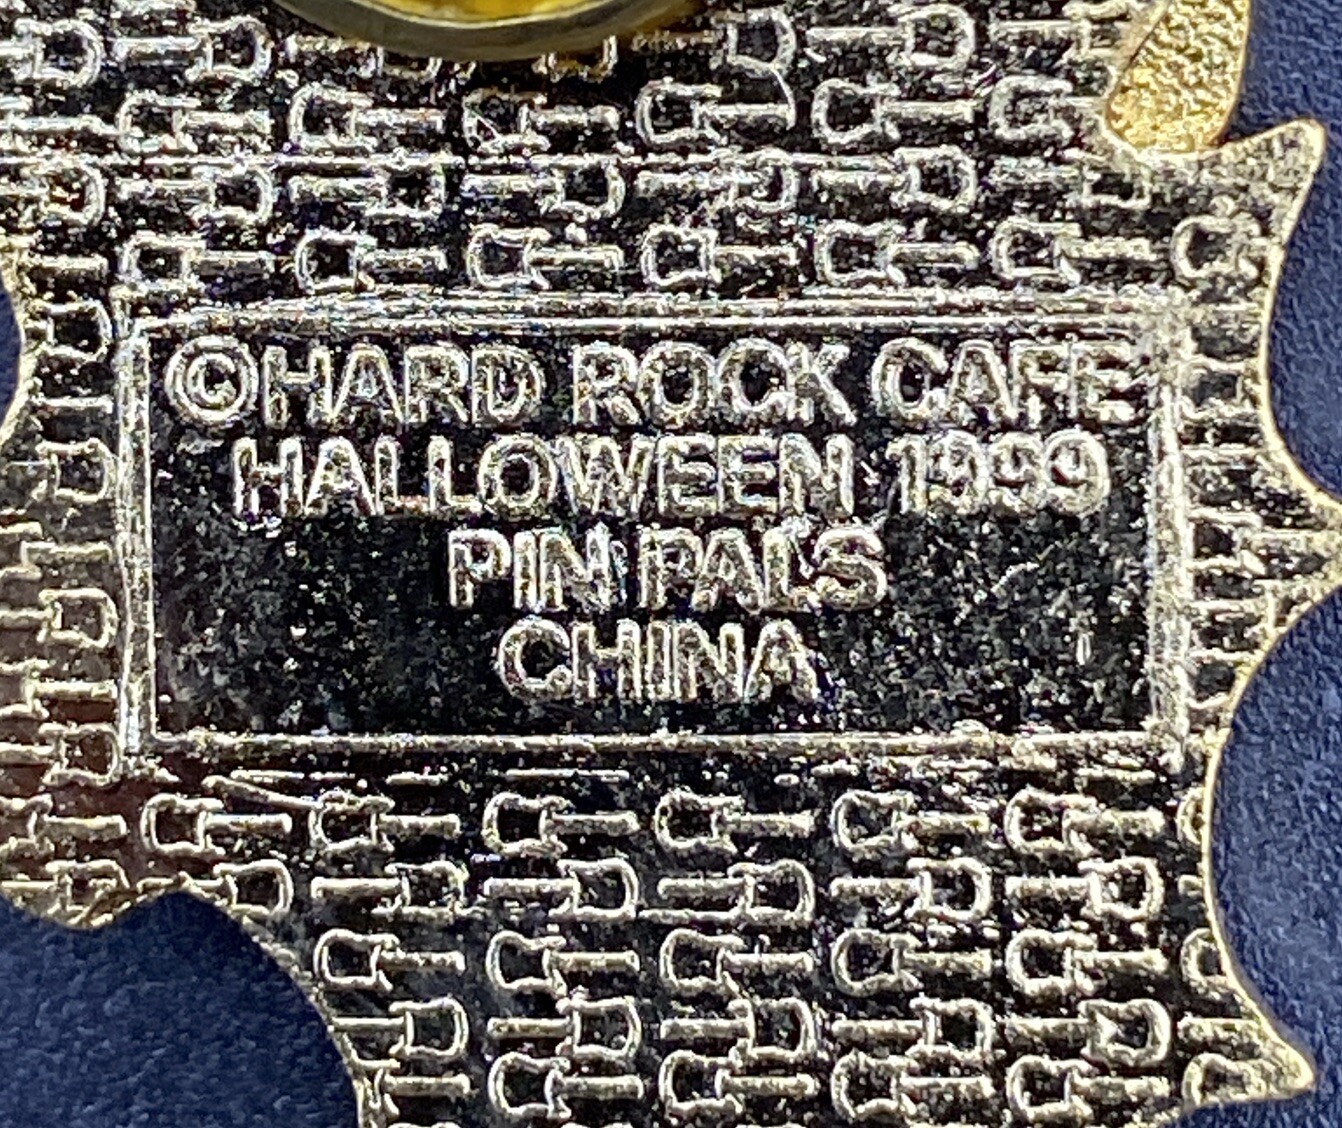 ©HARD ROCK CAFE
HALLOWEEN 1999
PIN PALS
CHINA